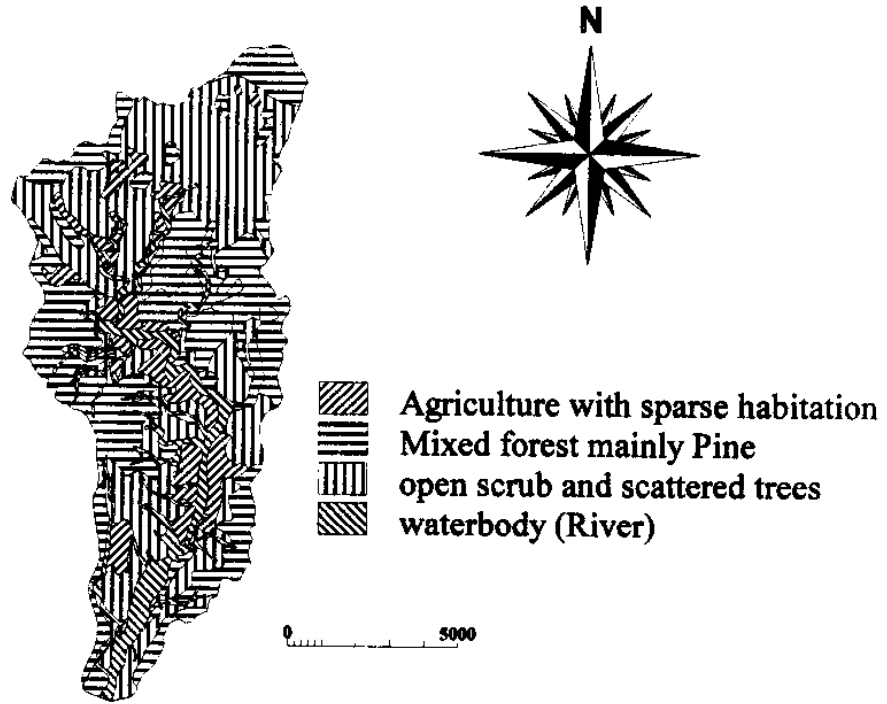 N
Agriculture with sparse habitation
Mixed forest mainly Pine
open scrub and scattered trees
waterbody (River)
0 5000